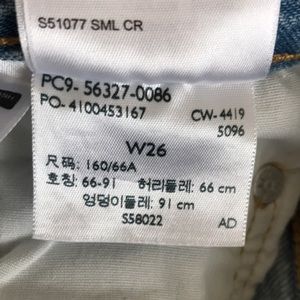 S51077 SML CR
PC9- 56327-0086
PO- 4100453167 CW- 4419
5096
W26
尺码: 160/66A
호칭: 66-91 허리둘레: 66 cm
엉덩이둘레: 91 cm
S58022 AD